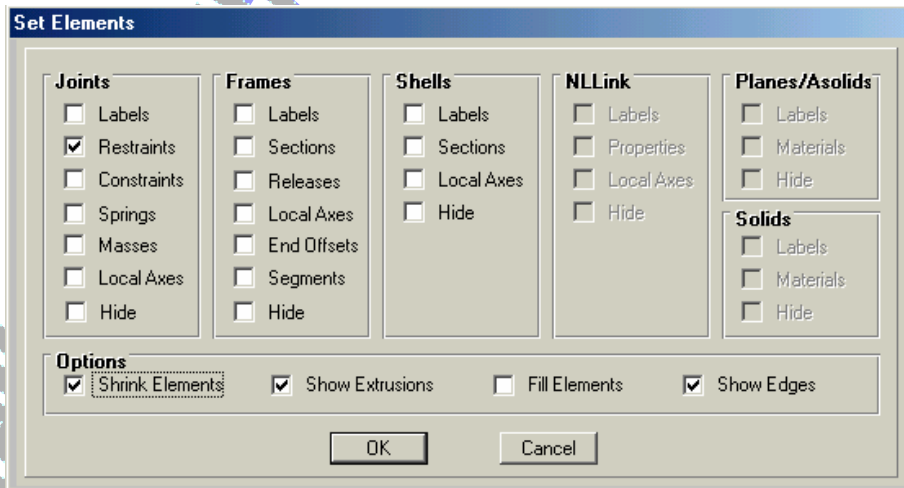 Set Elements
Joints
Labels
Restraints
Constraints
Springs
Masses
Local Axes
Hide
Frames
Labels
Sections
Releases
Local Axes
End Offsets
Segments
Hide
Shells
Labels
Sections
Local Axes
Hide
NLLink
Labels
Properties
Local Axes
Hide
Planes/Asolids
Labels
Materials
Hide
Solids
Labels
Materials
Hide
Options
Shrink Elements
Show Extrusions
Fill Elements
Show Edges
OK
Cancel